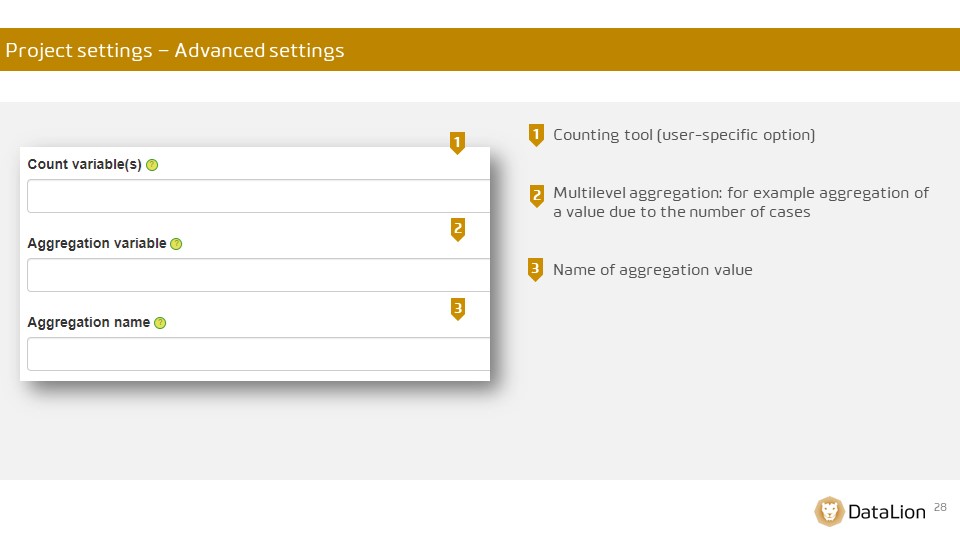 Project settings – Advanced settings
1
Count variable(s) ?
2
Aggregation variable ?
3
Aggregation name ?
1 Counting tool (user-specific option)
2 Multilevel aggregation: for example aggregation of
a value due to the number of cases
3 Name of aggregation value
DataLion 28